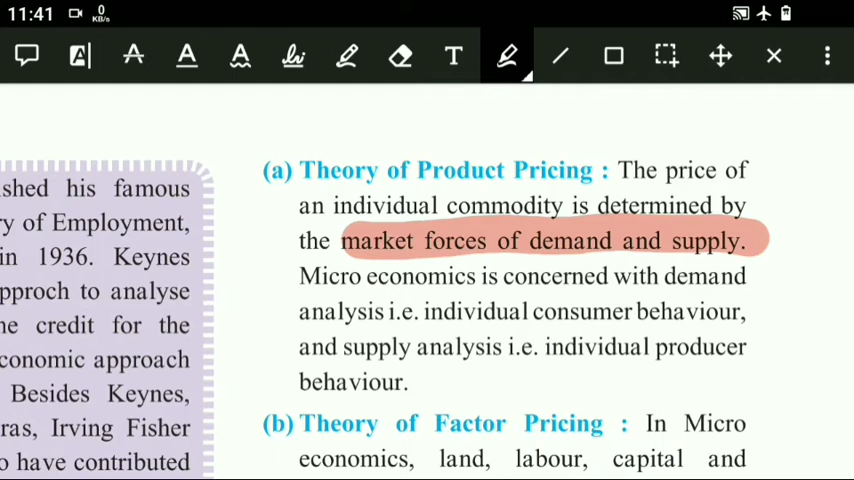 11:41
0
KB/s
A
A
A
A
T
ished his famous
ry of Employment,
in 1936. Keynes
pproch to analyse
he credit for the
conomic approach
Besides Keynes,
ras, Irving Fisher
o have contributed
(a) Theory of Product Pricing : The price of
an individual commodity is determined by
the market forces of demand and supply.
Micro economics is concerned with demand
analysis i.e. individual consumer behaviour,
and supply analysis i.e. individual producer
behaviour.
(b) Theory of Factor Pricing : In Micro
economics, land, labour, capital and